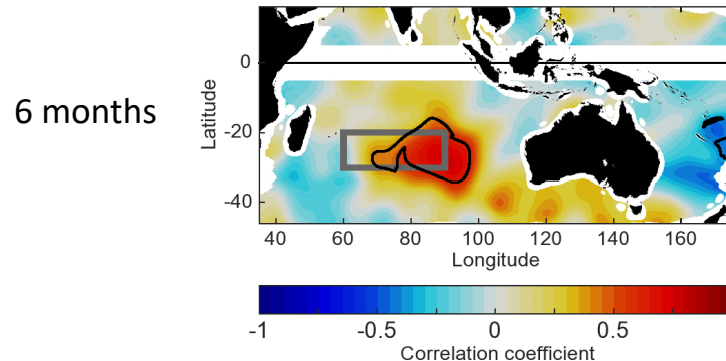 6 months
Latitude
0
-20
-40
40 60 80 100 120 140 160
Longitude
-1 -0.5 0 0.5
Correlation coefficient